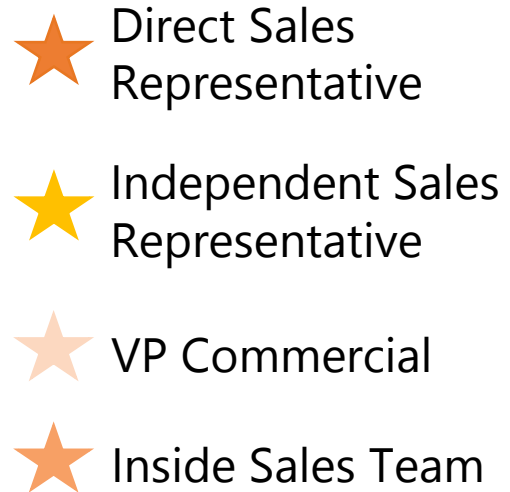 Direct Sales
Representative
Independent Sales
Representative
VP Commercial
Inside Sales Team